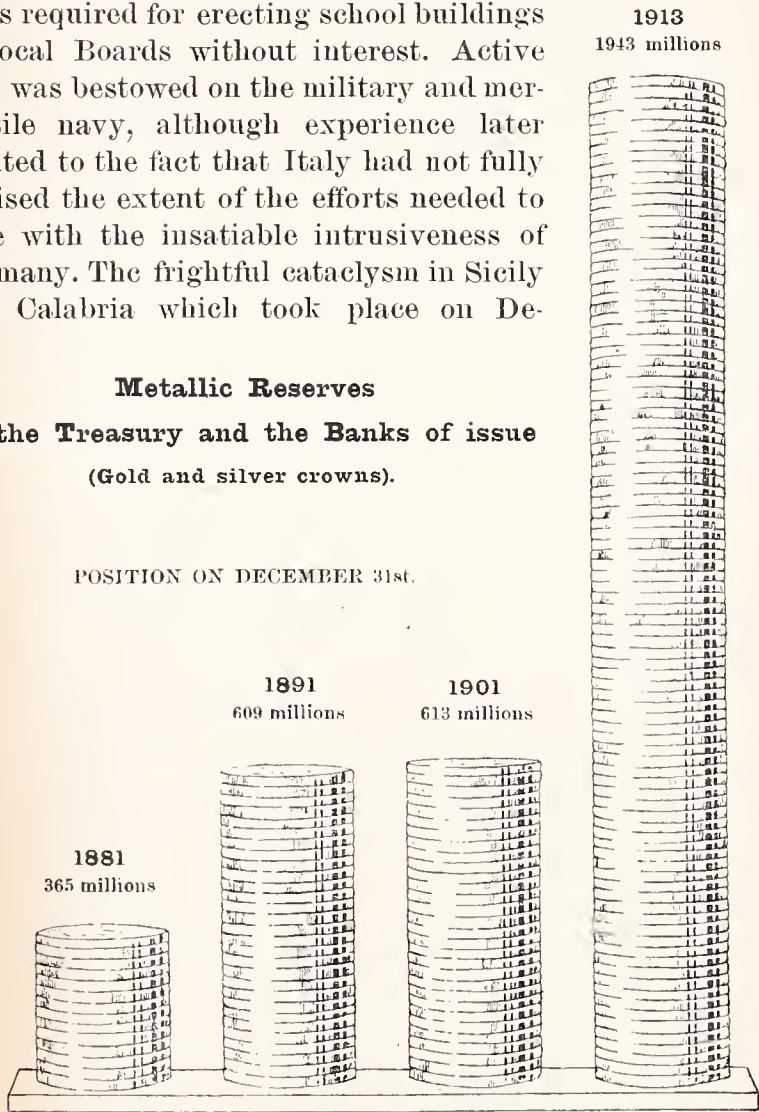 s required for erecting school buildings
ocal Boards without interest. Active
was bestowed on the military and mer-
ile navy, although experience later
ted to the fact that Italy had not fully
ised the extent of the efforts needed to
e with the insatiable intrusiveness of
many. The frightful cataclysm in Sicily
Calabria which took place on De-
Metallic Reserves
the Treasury and the Banks of issue
(Gold and silver crowns).
POSITION ON DECEMBER 31st.
1881
365 millions
1891
609 millions
1901
613 millions
1913
1943 millions